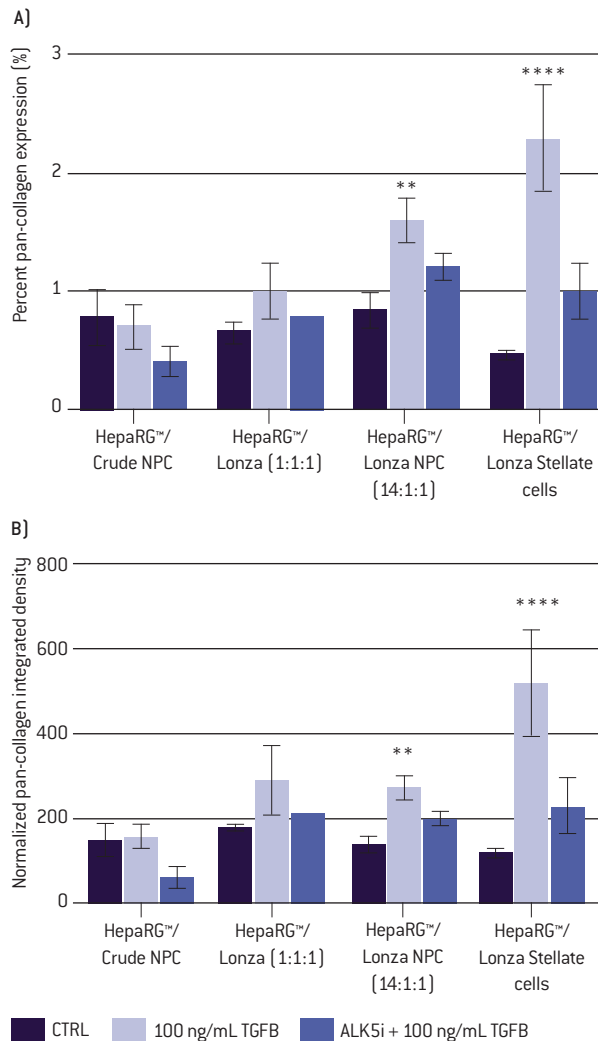 A)
Percent pan-collagen expression (%)
3
2
1
0
**
****
HepaRG™/
Crude NPC
HepaRG™/
Lonza (1:1:1)
HepaRG™/
Lonza NPC
(14:1:1)
HepaRG™/
Lonza Stellate
cells
B)
Normalized pan-collagen integrated density
800
600
400
200
0
**
****
HepaRG™/
Crude NPC
HepaRG™/
Lonza (1:1:1)
HepaRG™/
Lonza NPC
(14:1:1)
HepaRG™/
Lonza Stellate
cells
CTRL
100 ng/mL TGFB
ALK5i + 100 ng/mL TGFB